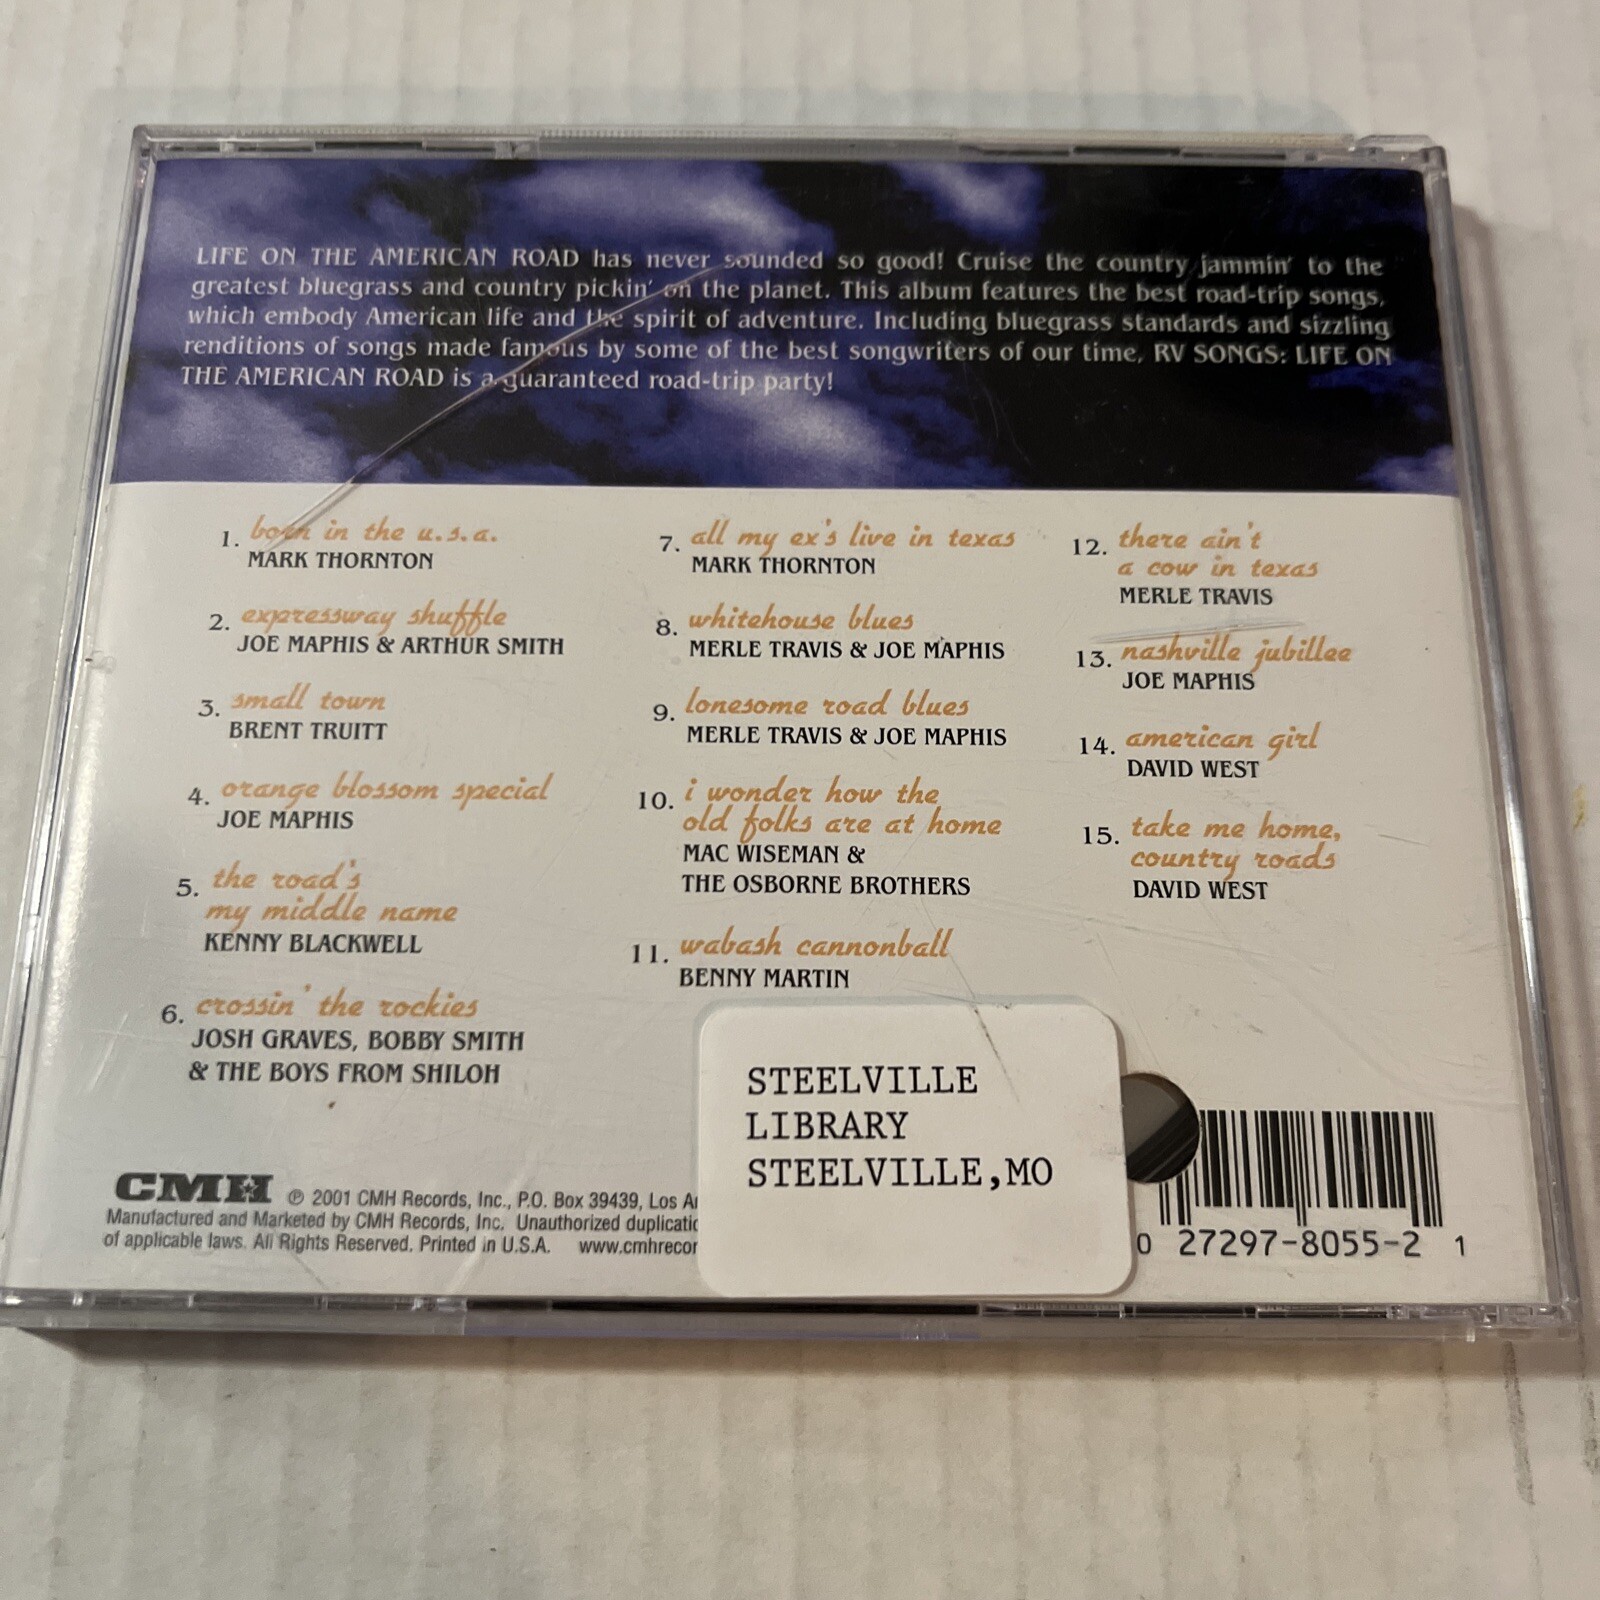 LIFE ON THE AMERICAN ROAD has never sounded so good! Cruise the country jammin' to the
greatest bluegrass and country pickin' on the planet. This album features the best road-trip songs,
which embody American life and the spirit of adventure. Including bluegrass standards and sizzling
renditions of songs made famous by some of the best songwriters of our time, RV SONGS: LIFE ON
THE AMERICAN ROAD is a guaranteed road-trip party!
1. born in the u.s.a.
MARK THORNTON
2. expressway shuffle
JOE MAPHIS & ARTHUR SMITH
3. small town
BRENT TRUITT
4. orange blossom special
JOE MAPHIS
5. the road's
my middle name
KENNY BLACKWELL
6. crossin' the rockies
JOSH GRAVES, BOBBY SMITH
& THE BOYS FROM SHILOH
7. all my ex's live in texas
MARK THORNTON
8. whitehouse blues
MERLE TRAVIS & JOE MAPHIS
9. lonesome road blues
MERLE TRAVIS & JOE MAPHIS
10. i wonder how the
old folks are at home
MAC WISEMAN &
THE OSBORNE BROTHERS
11. wabash cannonball
BENNY MARTIN
12. there ain't
a cow in texas
MERLE TRAVIS
13. nashville jubillee
JOE MAPHIS
14. american girl
DAVID WEST
15. take me home,
country roads
DAVID WEST
STEELVILLE
LIBRARY
STEELVILLE,MO
CMH ℗ 2001 CMH Records, Inc., P.O. Box 39439, Los
Manufactured and Marketed by CMH Records, Inc. Unauthorized
of applicable laws. All Rights Reserved. Printed in U.S.A.
0 27297-8055-2 1